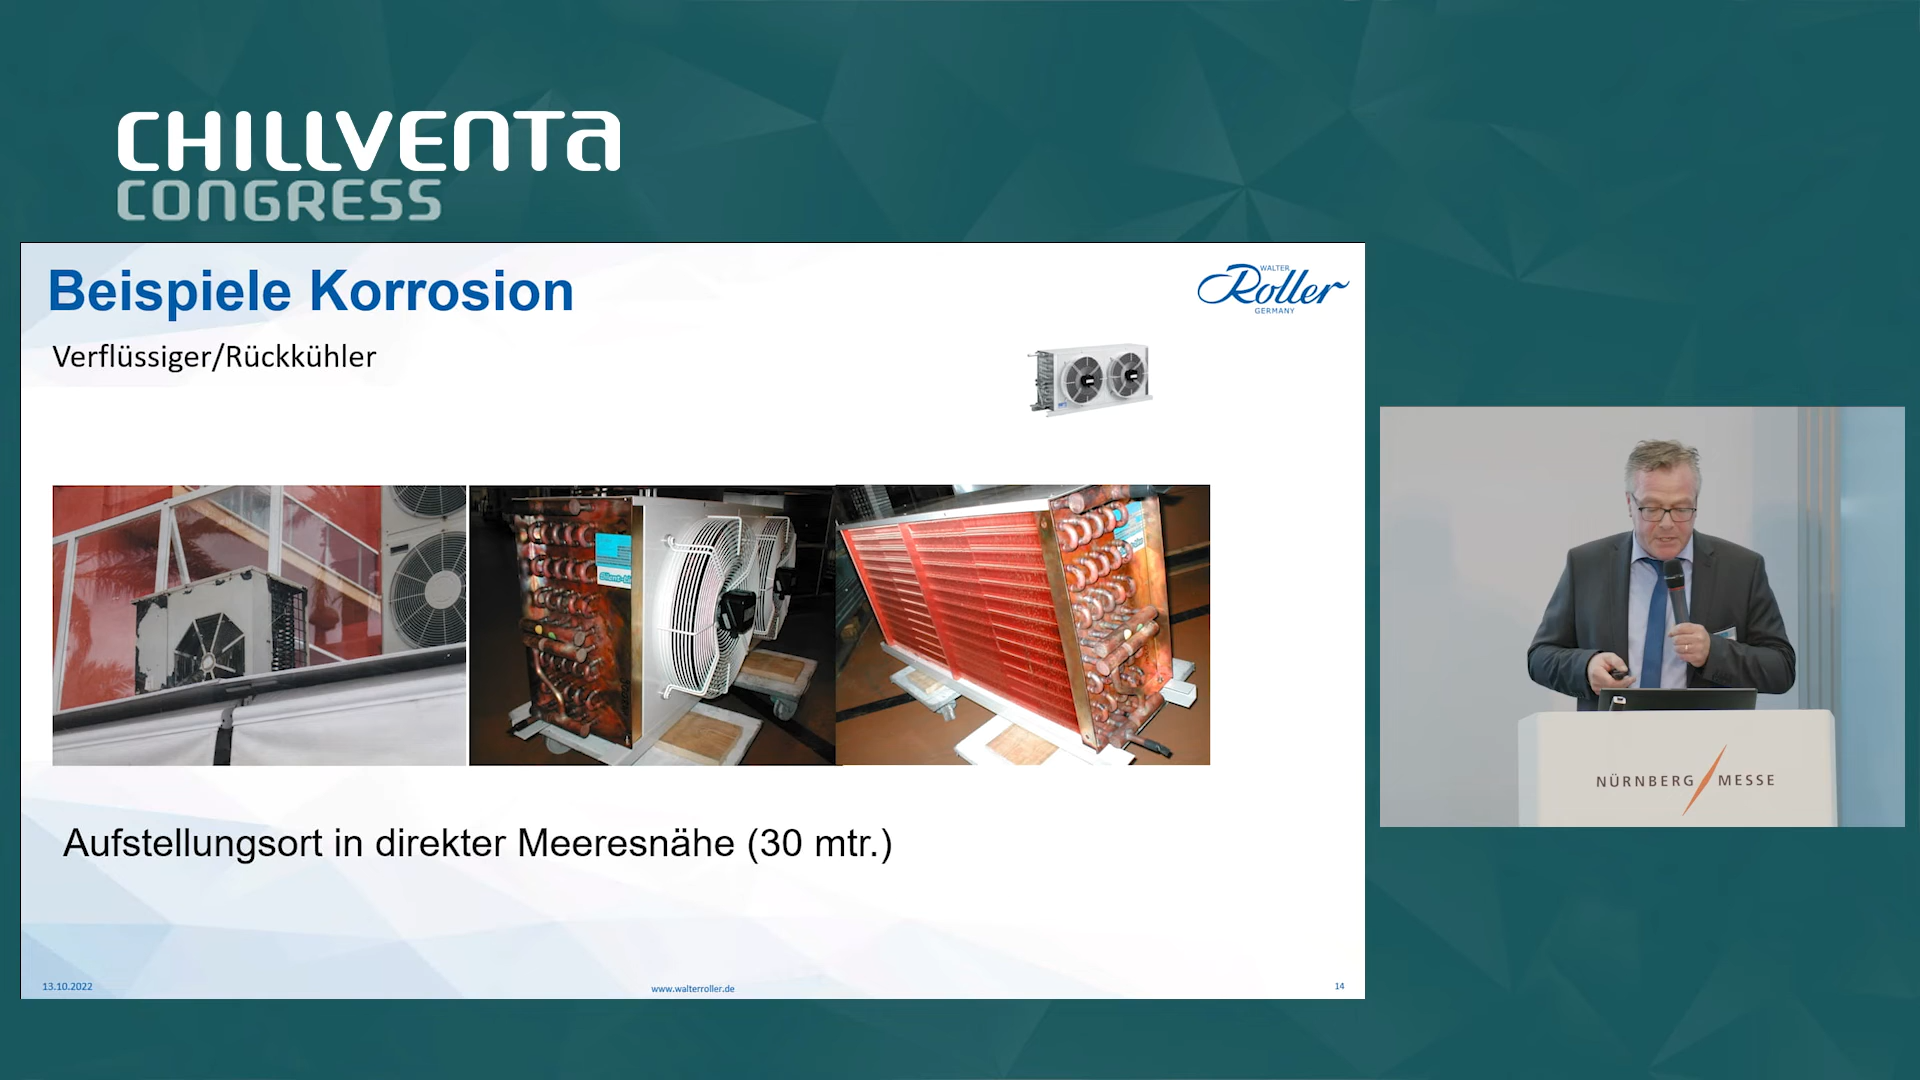 CHILLVENTA
CONGRESS
Beispiele Korrosion
WALTER
Roller
GERMANY
Verflüssiger/Rückkühler
Aufstellungsort in direkter Meeresnähe (30 mtr.)
13.10.2022
www.walterroller.de
14
NÜRNBERG MESSE